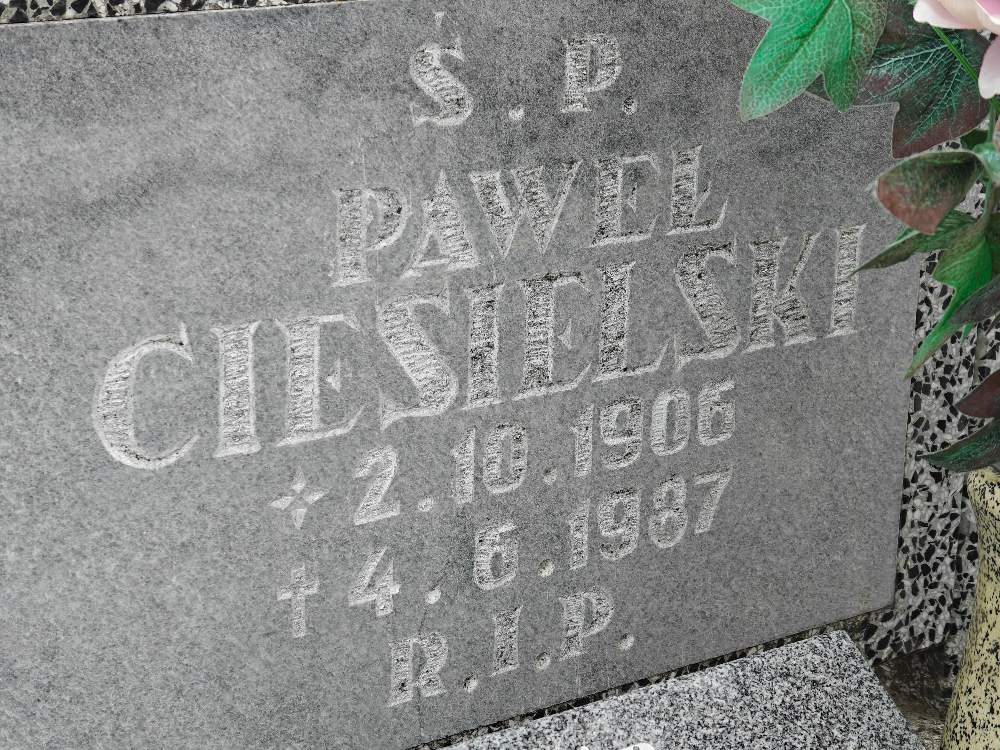 Ś.P.
PAWEŁ
CIESIELSKI
2.10.1906
4.6.1987
R.I.P.